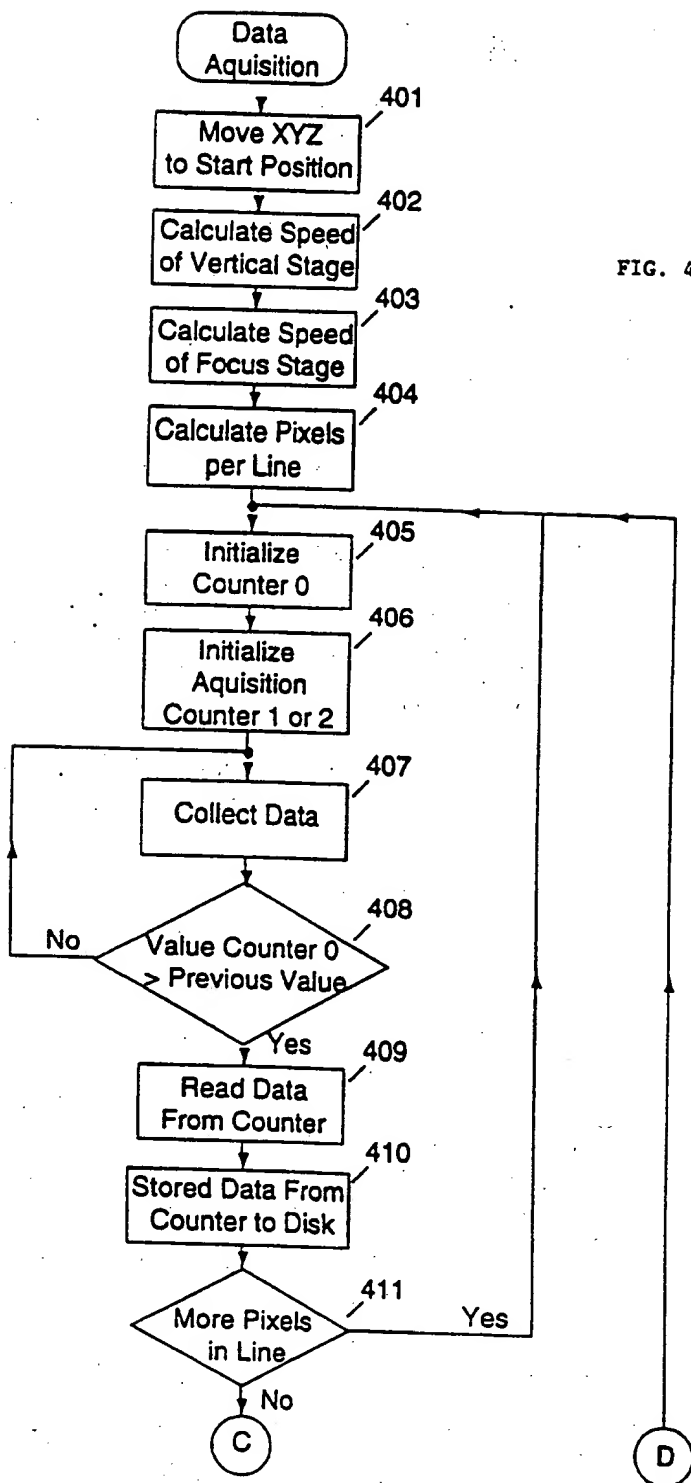 Data
Aquisition
401
Move XYZ
to Start Position
402
Calculate Speed
of Vertical Stage
FIG. 4
403
Calculate Speed
of Focus Stage
404
Calculate Pixels
per Line
405
Initialize
Counter 0
406
Initialize
Aquisition
Counter 1 or 2
407
Collect Data
408
No
Value Counter 0
> Previous Value
Yes
409
Read Data
From Counter
410
Stored Data From
Counter to Disk
411
More Pixels
in Line
Yes
No
C
D